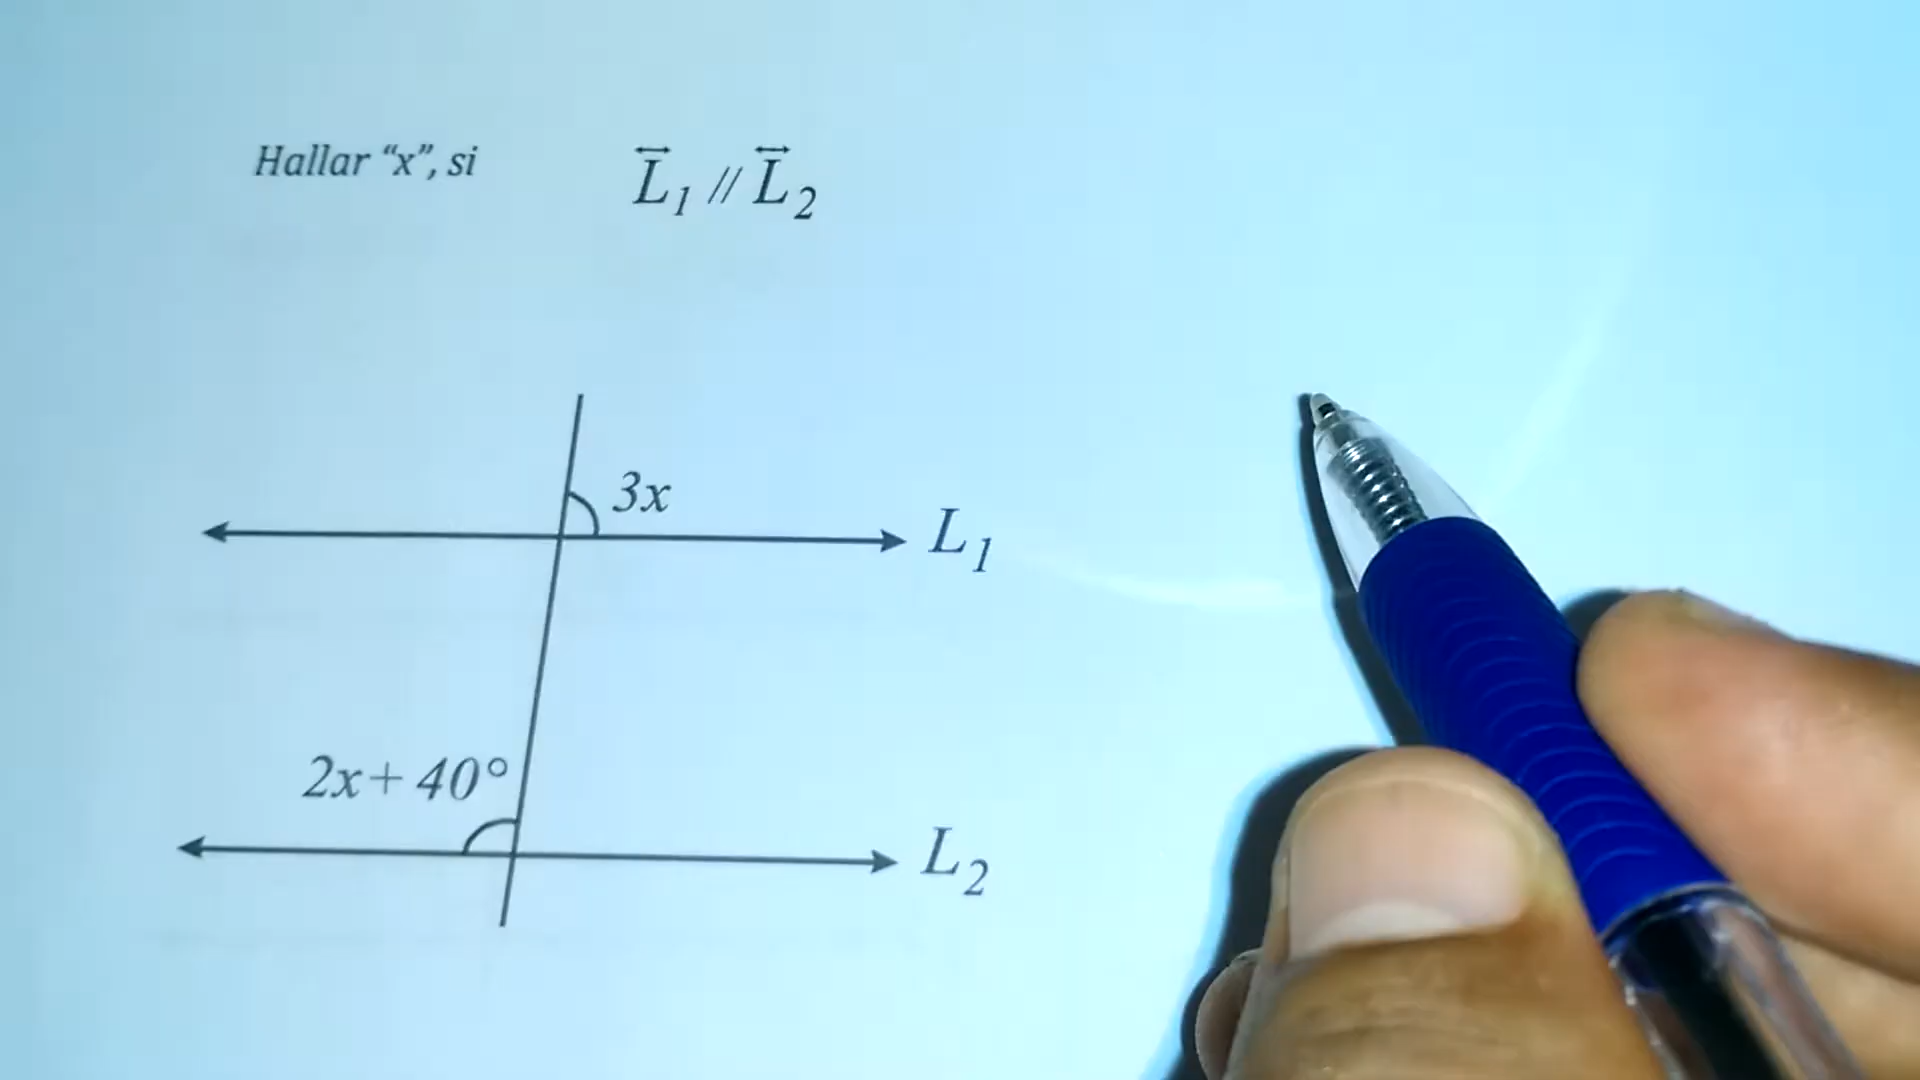 Hallar “x”, si L₁ // L₂
3x
L₁
2x + 40°
L₂